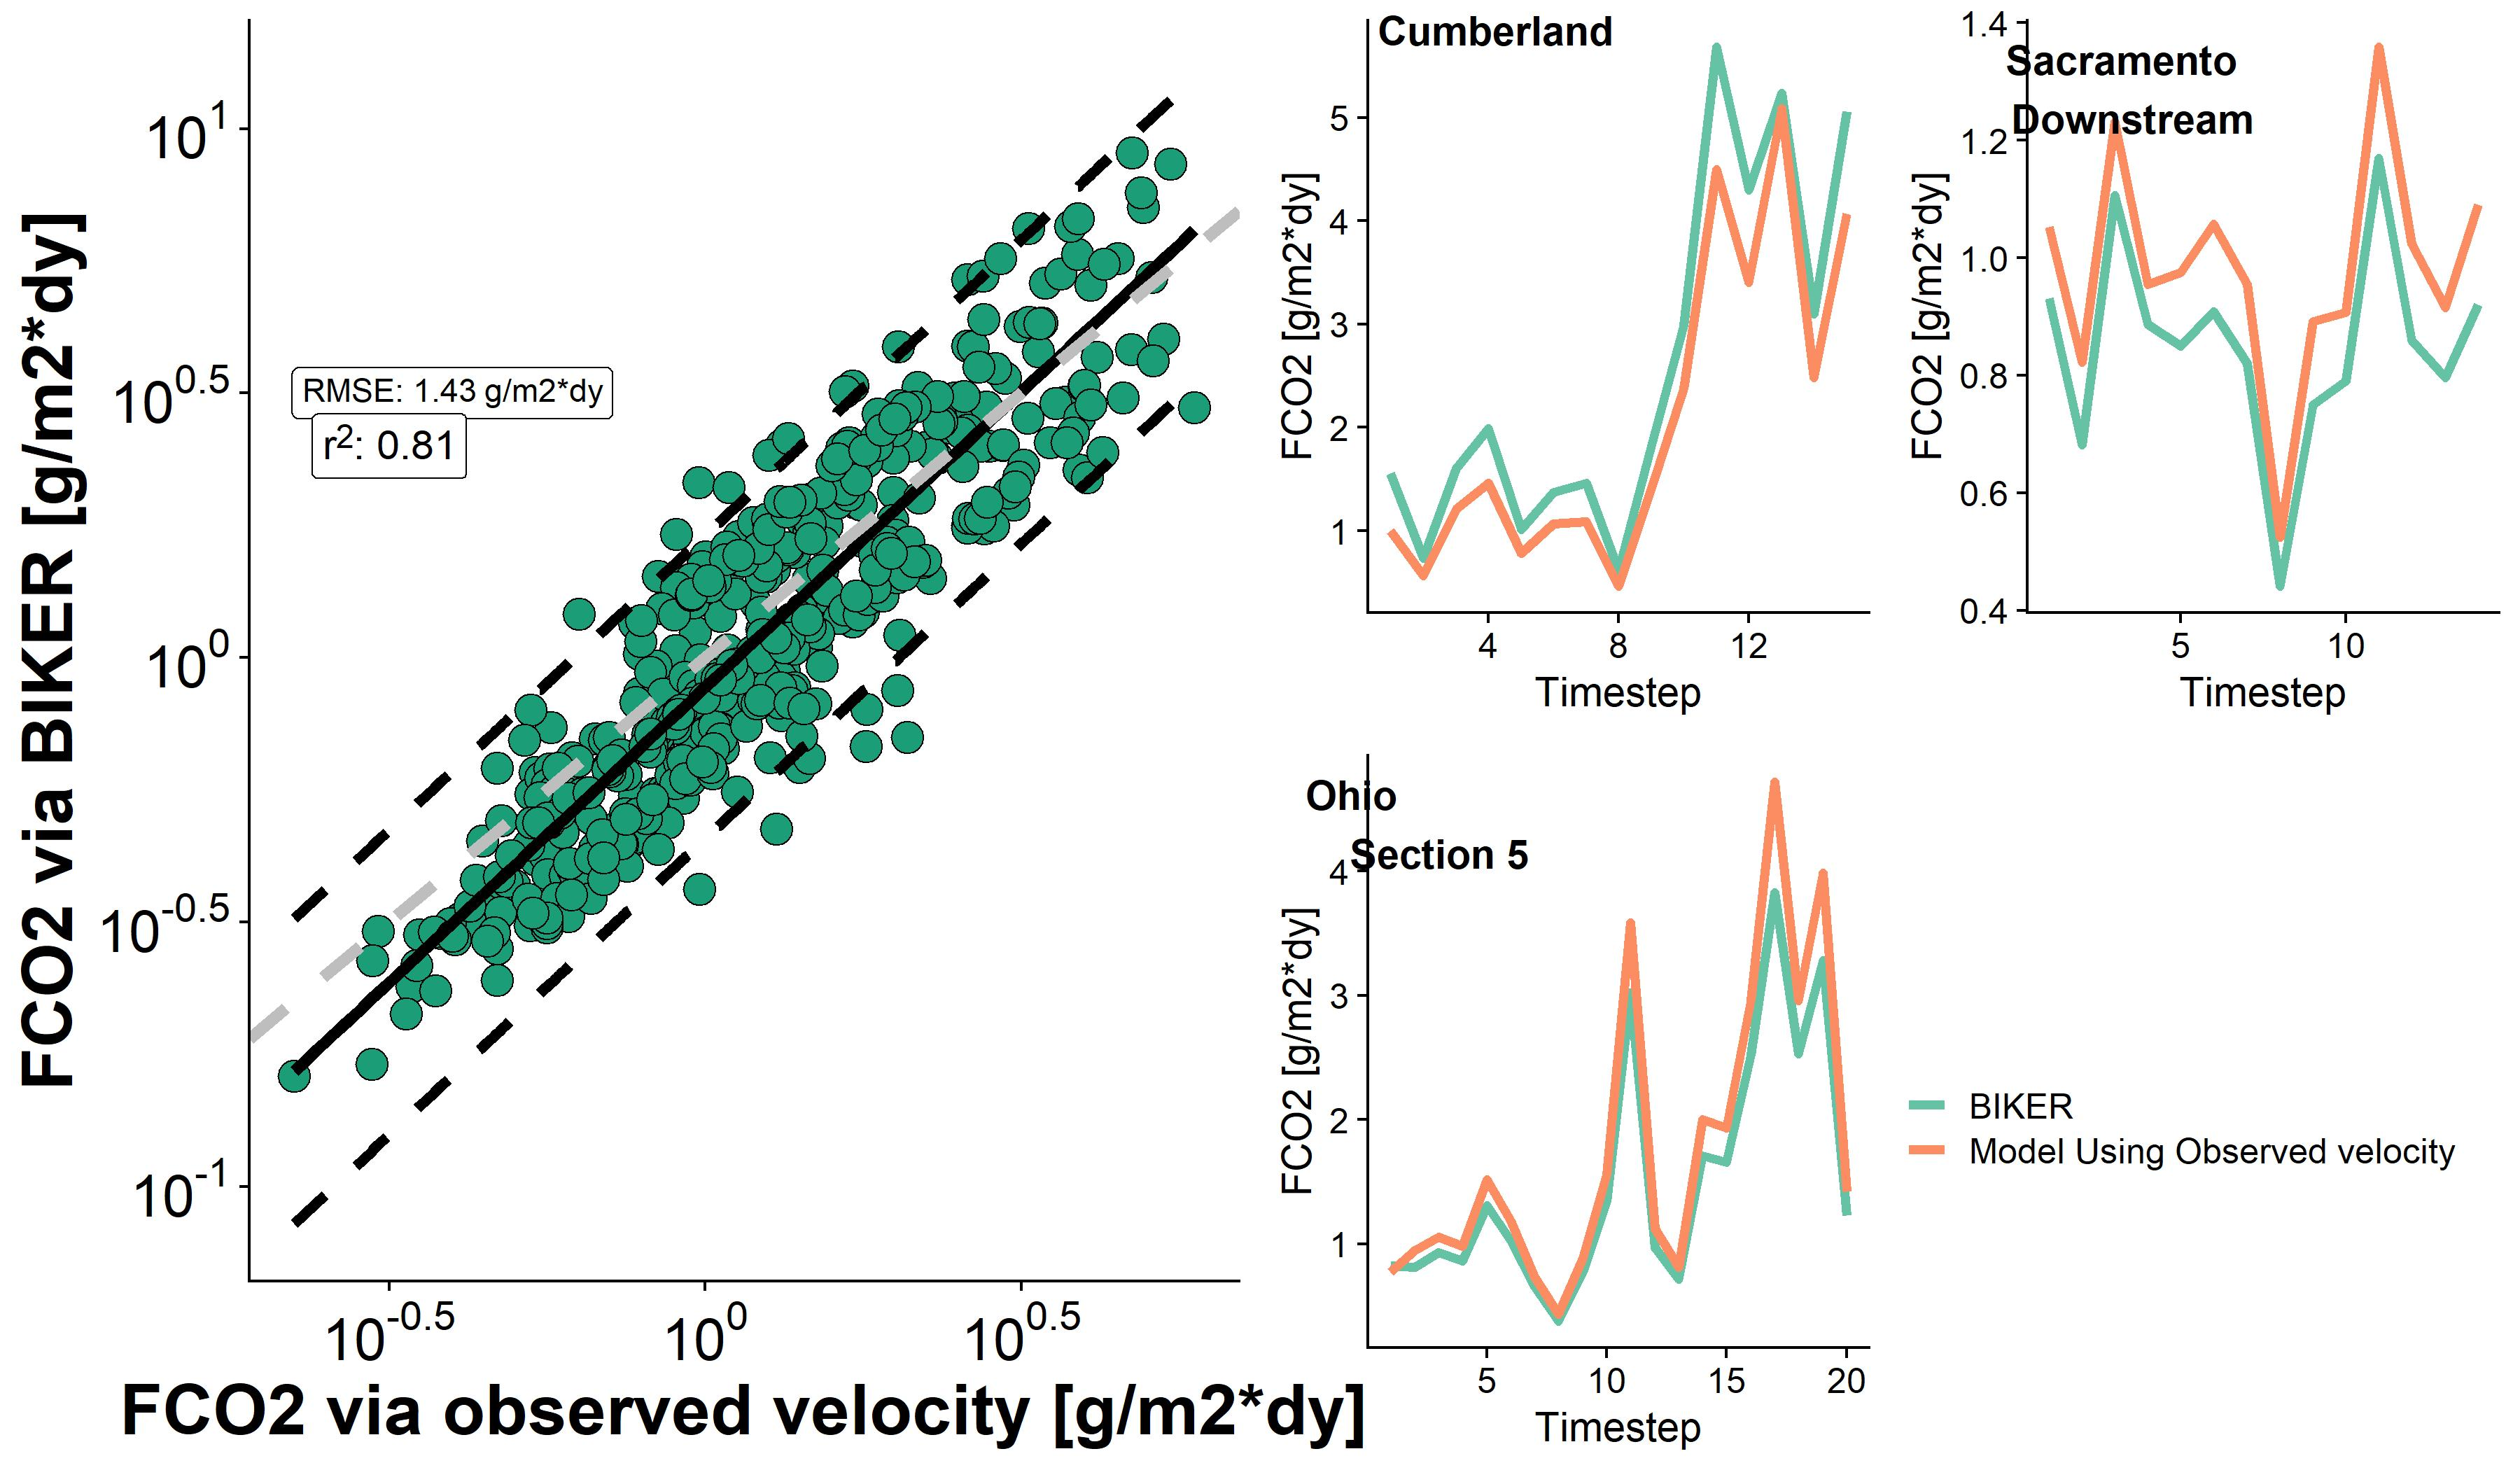 FCO2 via BIKER [g/m2*dy]
10^1
10^0.5
10^0
10^-0.5
10^-1
RMSE: 1.43 g/m2*dy
r^2: 0.81
10^-0.5 10^0 10^0.5
FCO2 via observed velocity [g/m2*dy]
Cumberland
FCO2 [g/m2*dy]
5
4
3
2
1
4 8 12
Timestep
Sacramento
Downstream
FCO2 [g/m2*dy]
1.4
1.2
1.0
0.8
0.6
0.4
5 10
Timestep
Ohio
Section 5
FCO2 [g/m2*dy]
4
3
2
1
5 10 15 20
Timestep
BIKER
Model Using Observed velocity